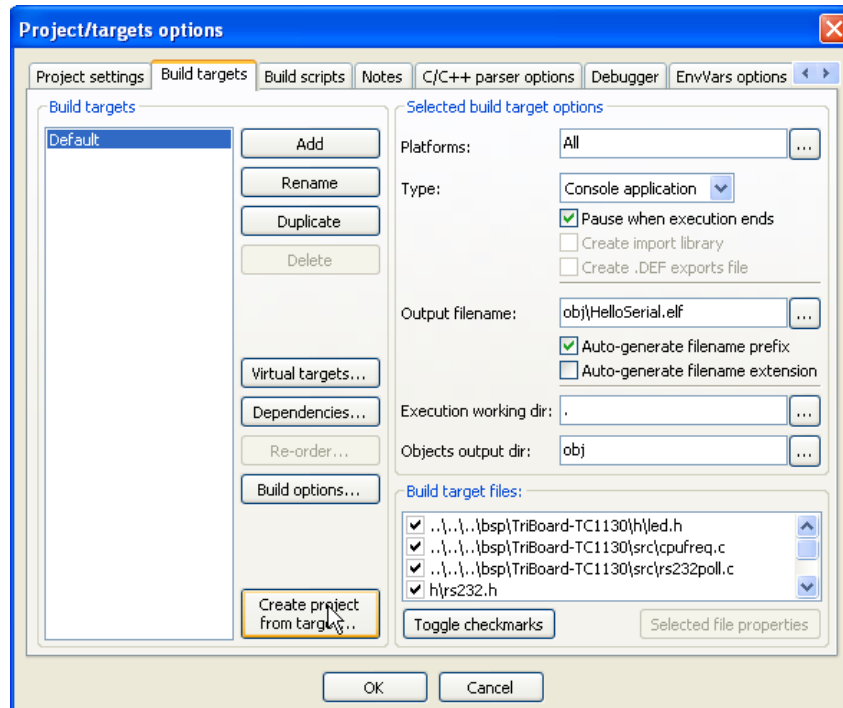 Project/targets options
Project settings
Build targets
Build scripts
Notes
C/C++ parser options
Debugger
EnvVars options
Build targets
Default
Add
Rename
Duplicate
Delete
Virtual targets...
Dependencies...
Re-order...
Build options...
Create project
from target...
Selected build target options
Platforms:
All
...
Type:
Console application
Pause when execution ends
Create import library
Create .DEF exports file
Output filename:
obj\HelloSerial.elf
...
Auto-generate filename prefix
Auto-generate filename extension
Execution working dir:
.
...
Objects output dir:
obj
...
Build target files:
..\..\..\bsp\TriBoard-TC1130\h\led.h
..\..\..\bsp\TriBoard-TC1130\src\cpufreq.c
..\..\..\bsp\TriBoard-TC1130\src\rs232poll.c
h\rs232.h
Toggle checkmarks
Selected file properties
OK
Cancel